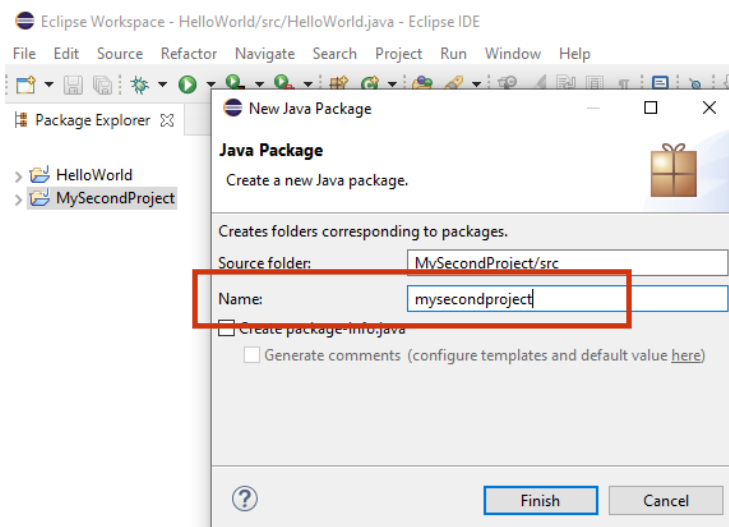 Eclipse Workspace - HelloWorld/src/HelloWorld.java - Eclipse IDE
File Edit Source Refactor Navigate Search Project Run Window Help
Package Explorer
HelloWorld
MySecondProject
New Java Package
Java Package
Create a new Java package.
Creates folders corresponding to packages.
Source folder: MySecondProject/src
Name: mysecondproject
Create package-info.java
Generate comments (configure templates and default value here)
Finish Cancel